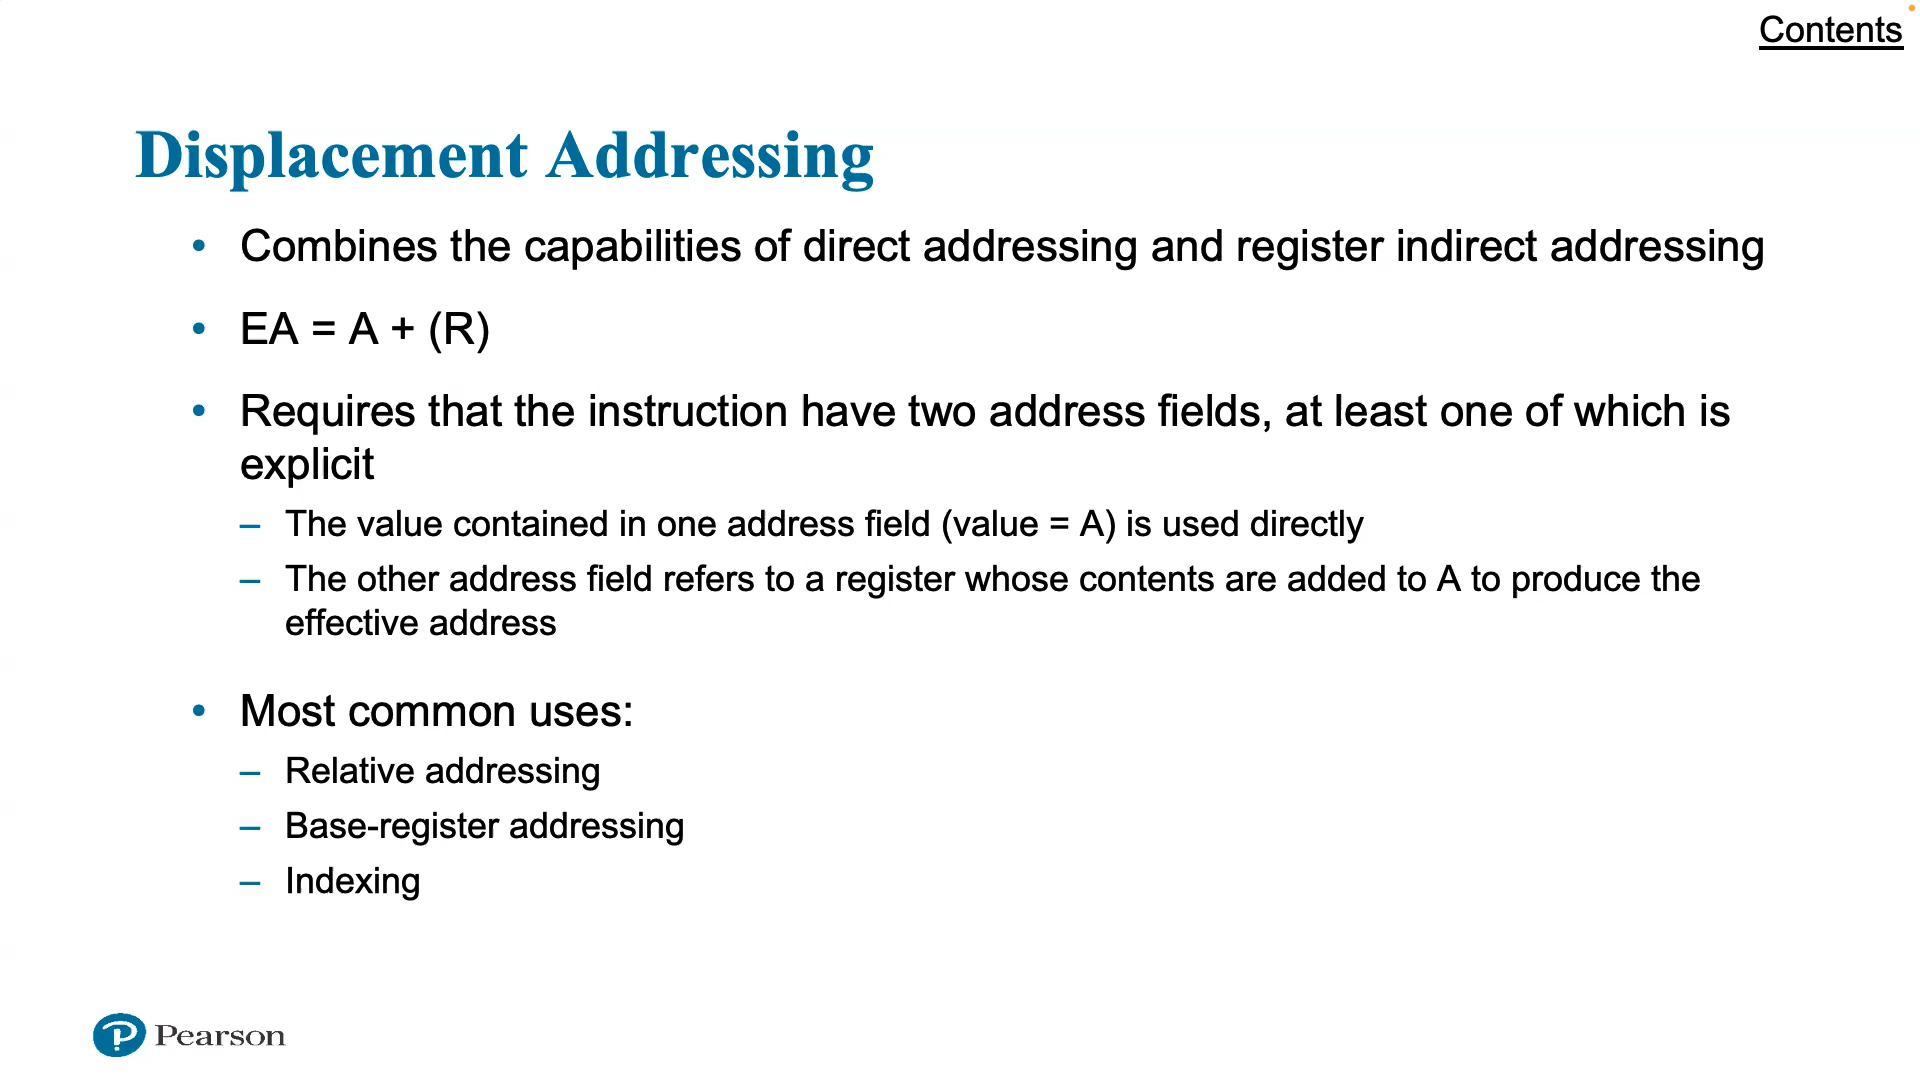 Contents
Displacement Addressing
• Combines the capabilities of direct addressing and register indirect addressing
• EA = A + (R)
• Requires that the instruction have two address fields, at least one of which is
explicit
– The value contained in one address field (value = A) is used directly
– The other address field refers to a register whose contents are added to A to produce the
effective address
• Most common uses:
– Relative addressing
– Base-register addressing
– Indexing
Pearson